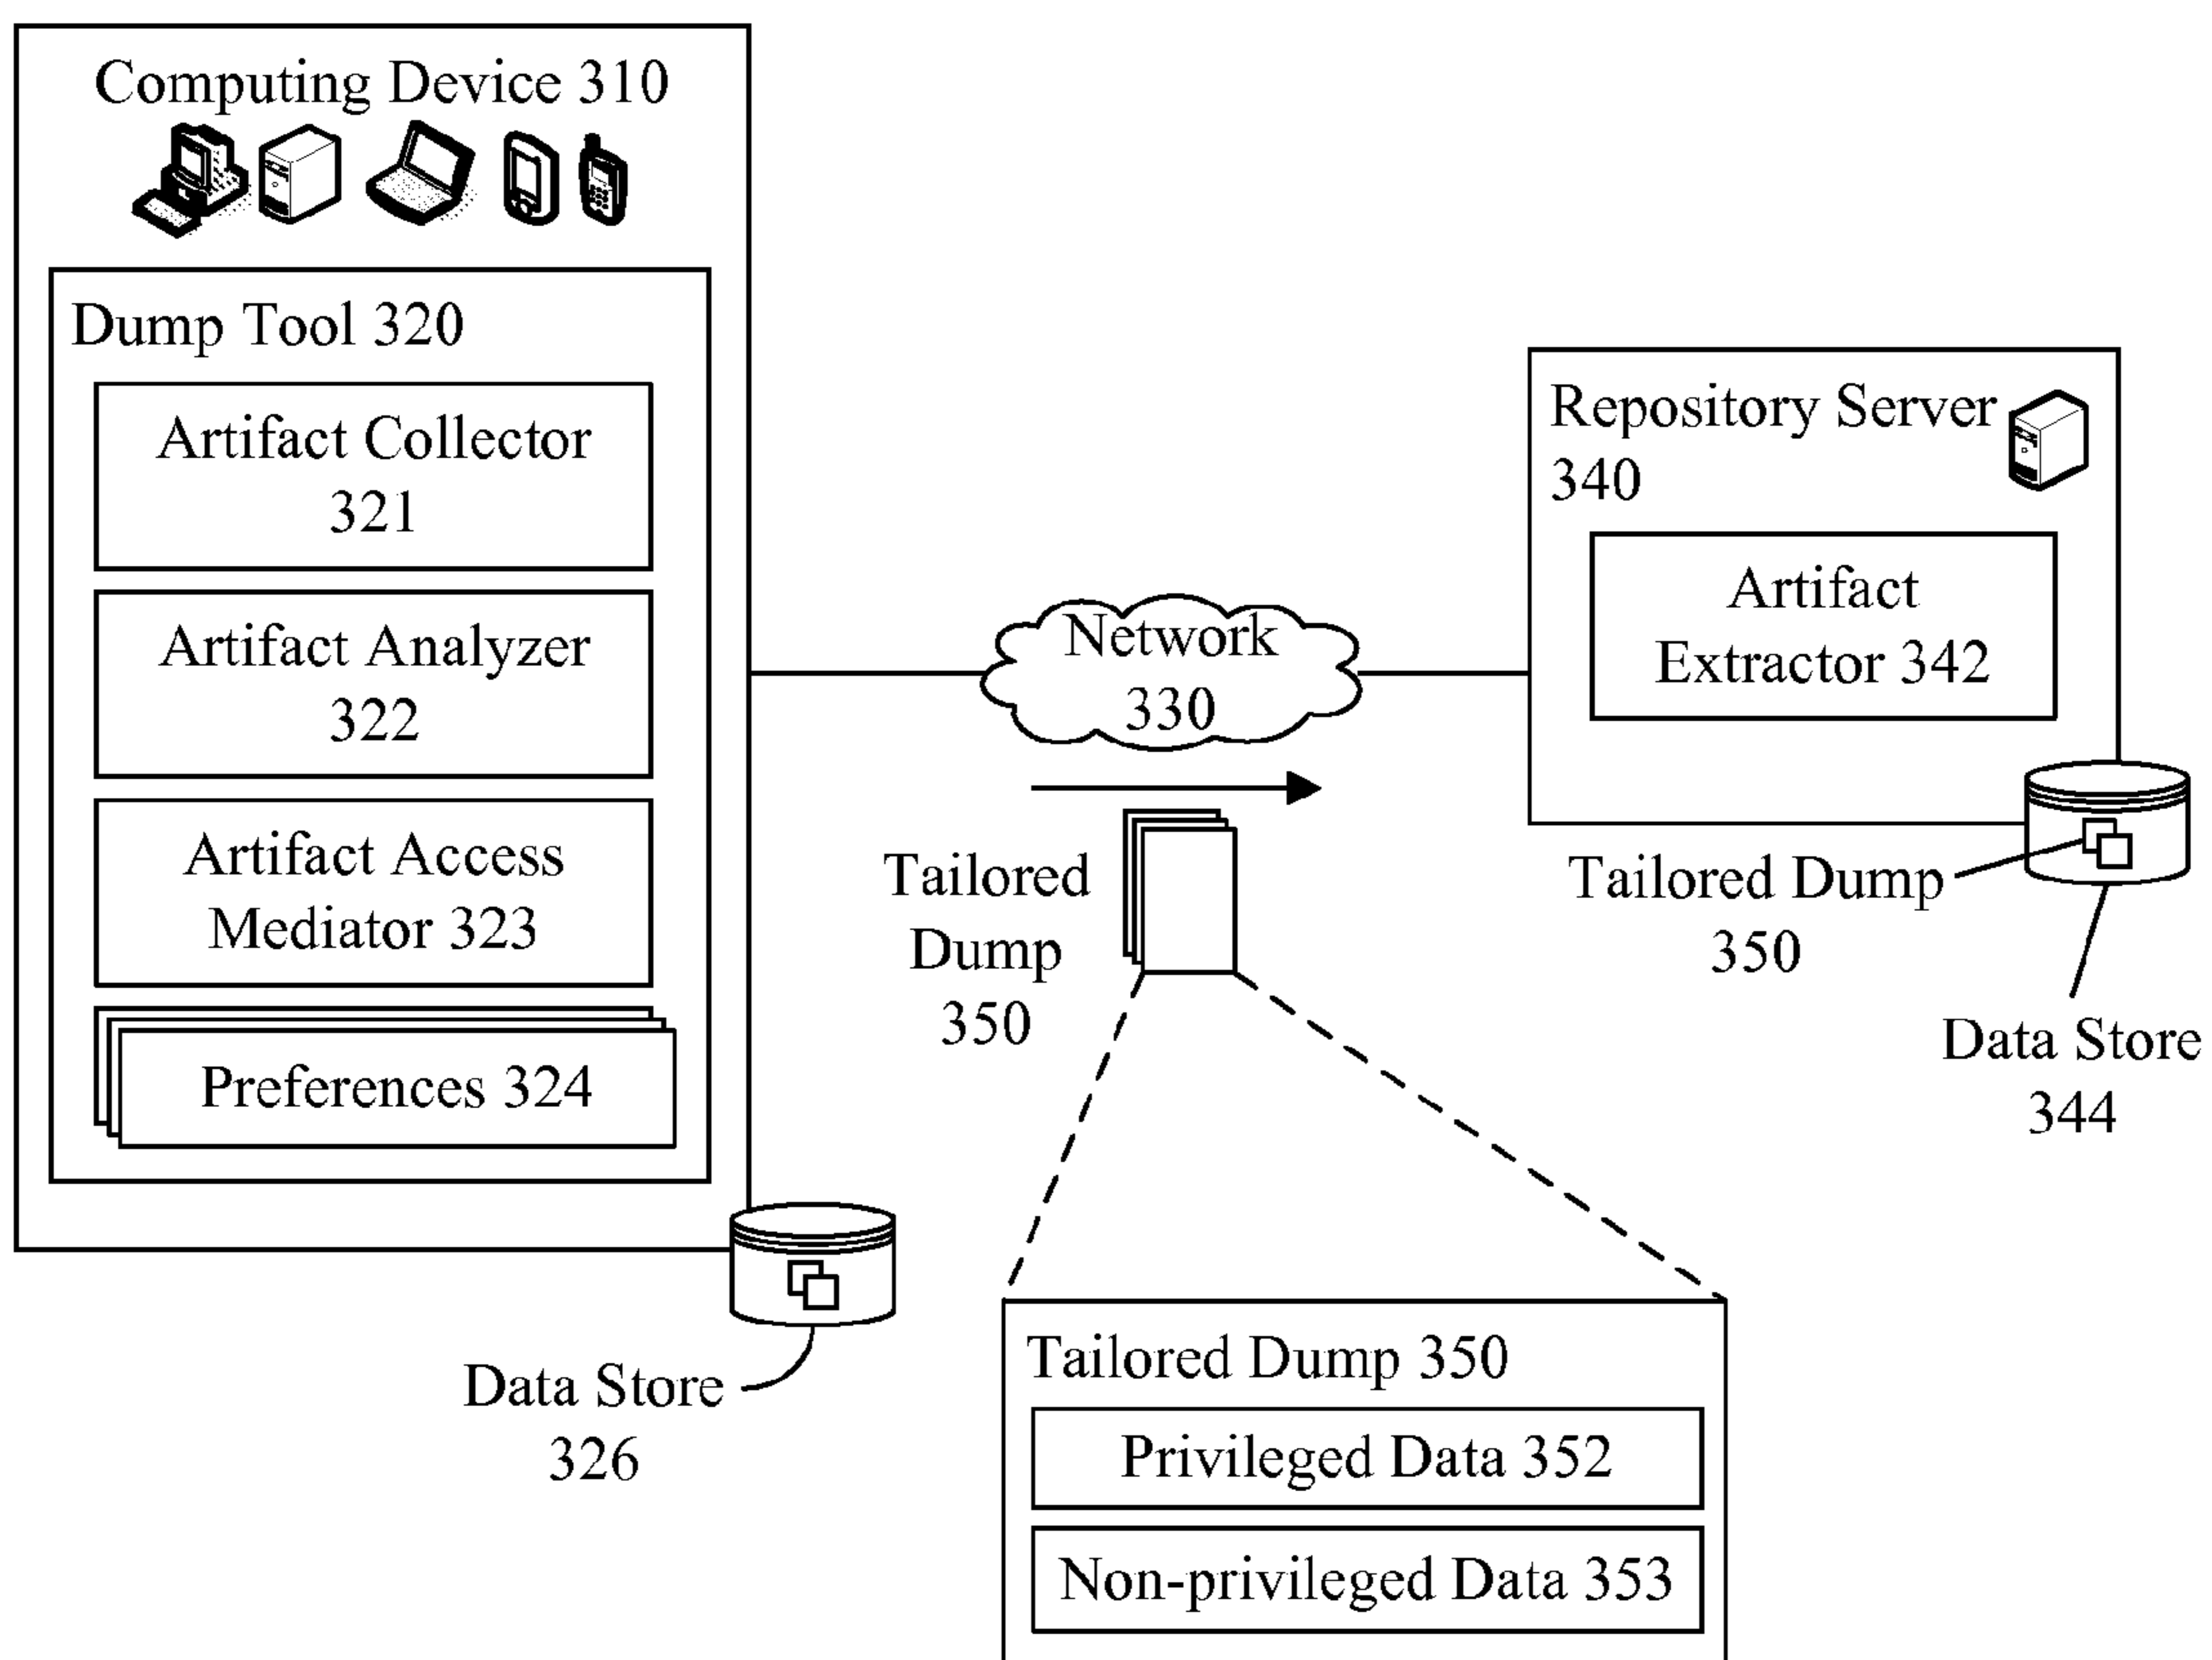 Computing Device 310
Dump Tool 320
Artifact Collector
321
Artifact Analyzer
322
Artifact Access
Mediator 323
Preferences 324
Data Store
326
Network
330
Tailored
Dump
350
Repository Server
340
Artifact
Extractor 342
Tailored Dump
350
Data Store
344
Tailored Dump 350
Privileged Data 352
Non-privileged Data 353